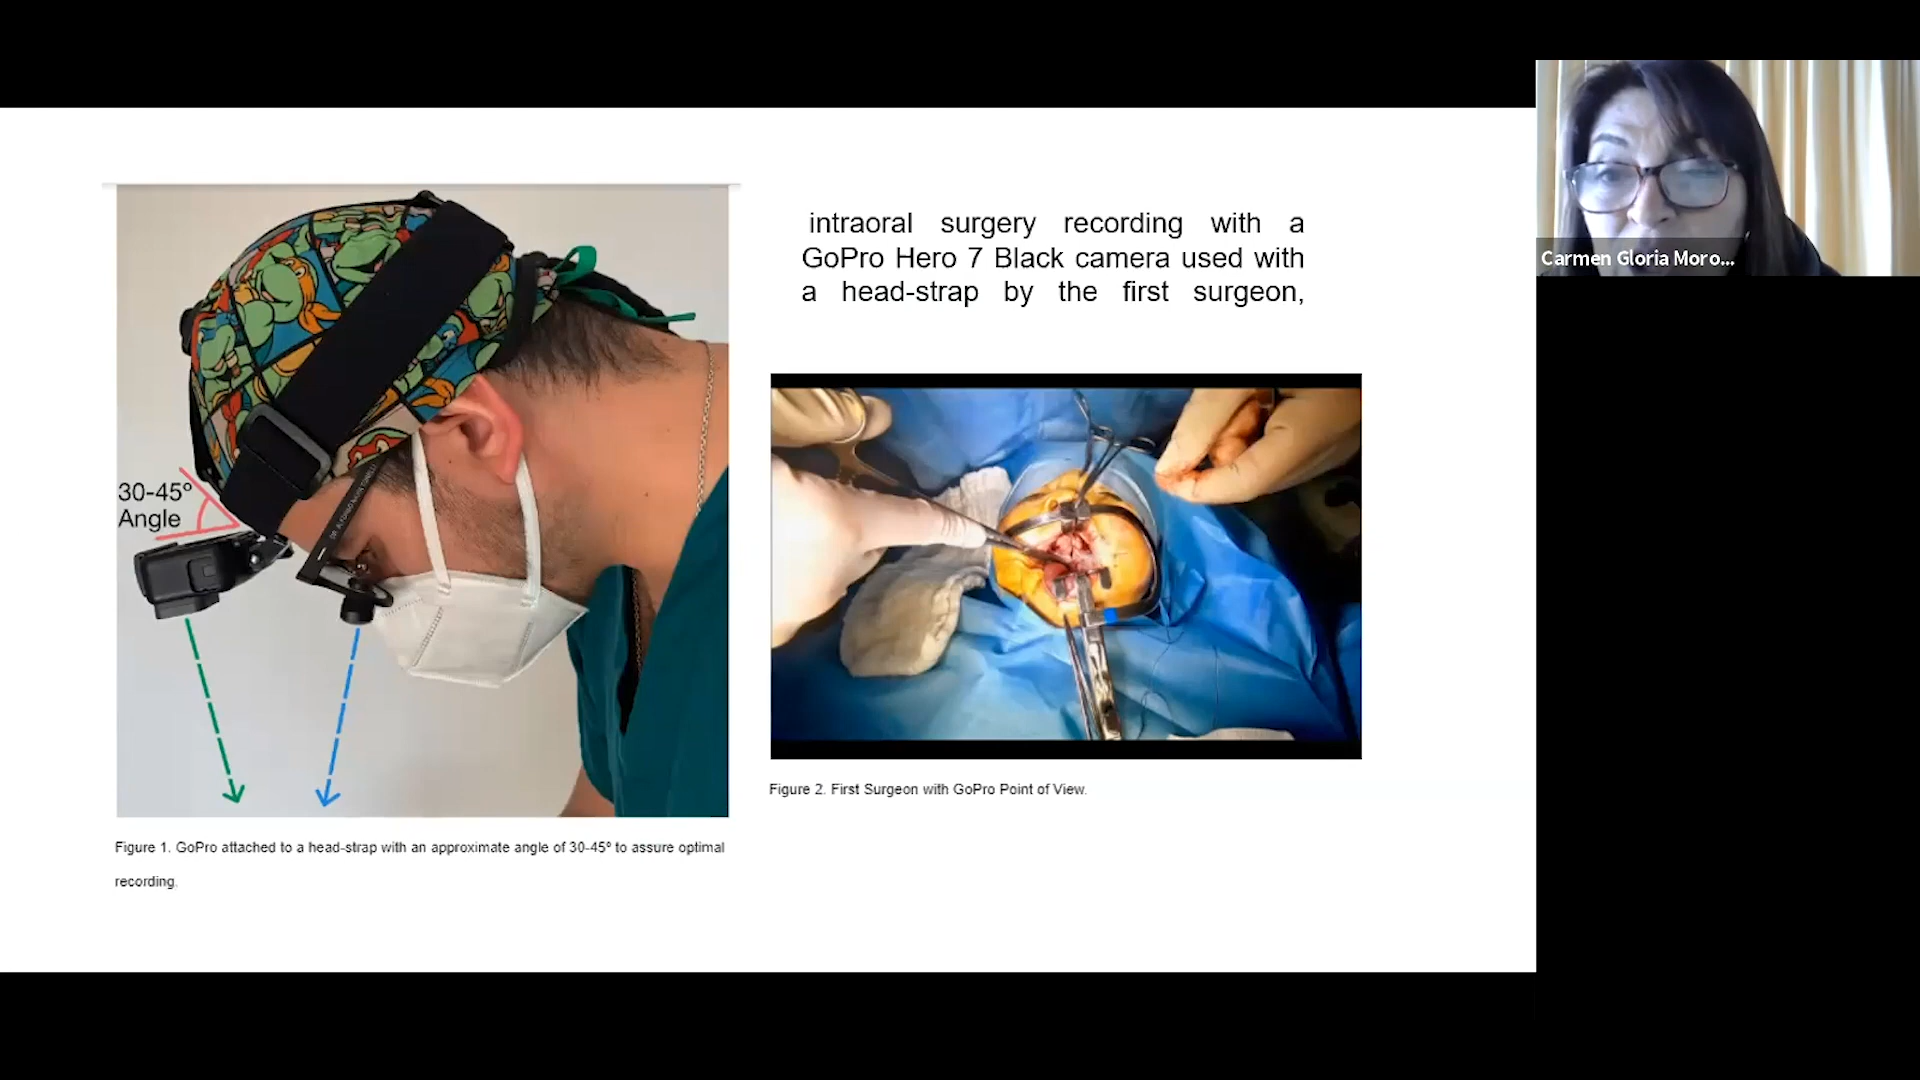 intraoral surgery recording with a
GoPro Hero 7 Black camera used with
a head-strap by the first surgeon,
30-45º
Angle
Figure 1. GoPro attached to a head-strap with an approximate angle of 30-45º to assure optimal
recording.
Figure 2. First Surgeon with GoPro Point of View.
Carmen Gloria Moro...